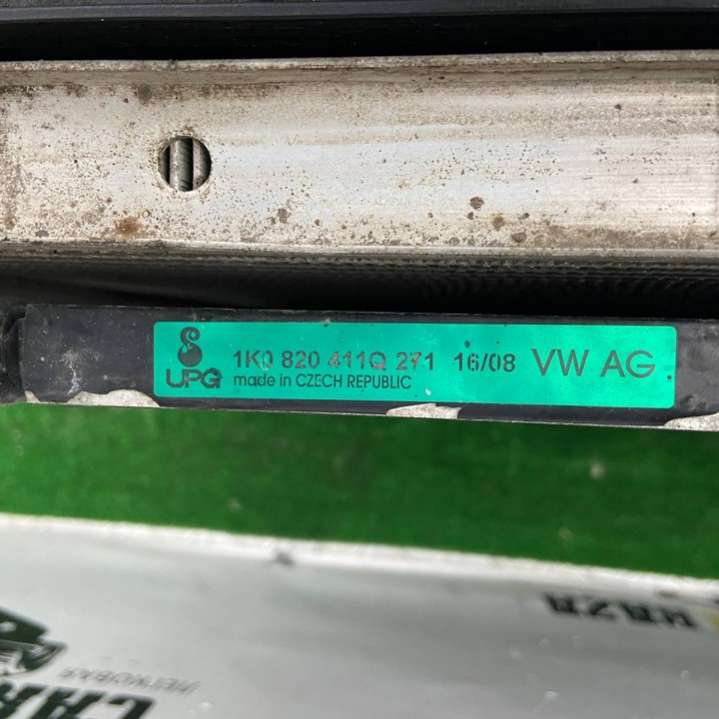 UPG 1K0 820 411Q 271 16/08 VW AG
made in CZECH REPUBLIC